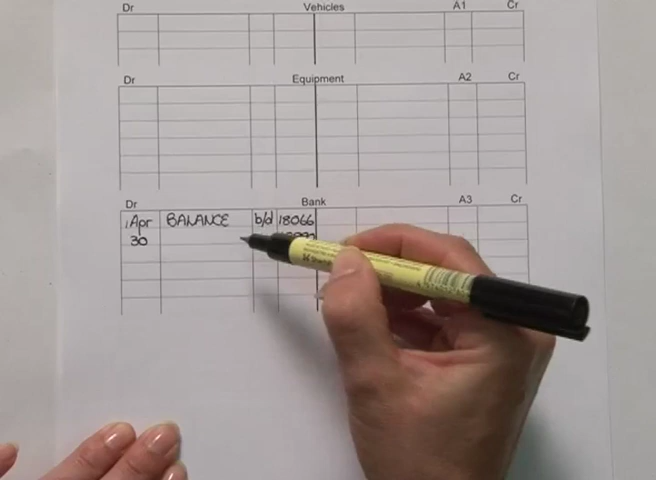 Dr Vehicles A1 Cr
Dr Equipment A2 Cr
Dr Bank A3 Cr
1 Apr BALANCE b/d 18066
30